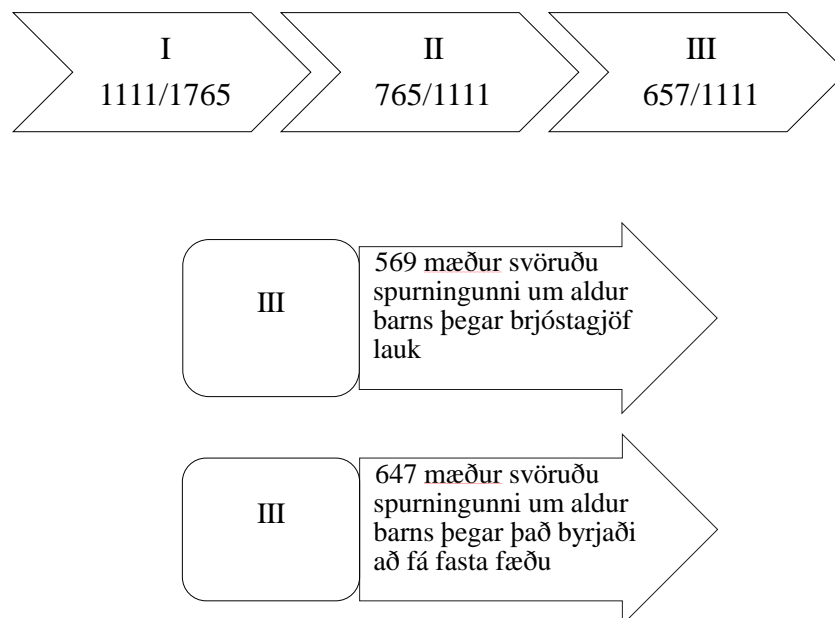 I
1111/1765
II
765/1111
III
657/1111
III
569 mæður svöruðu
spurningunni um aldur
barns þegar brjóstagjöf
lauk
III
647 mæður svöruðu
spurningunni um aldur
barns þegar það byrjaði
að fá fasta fæðu